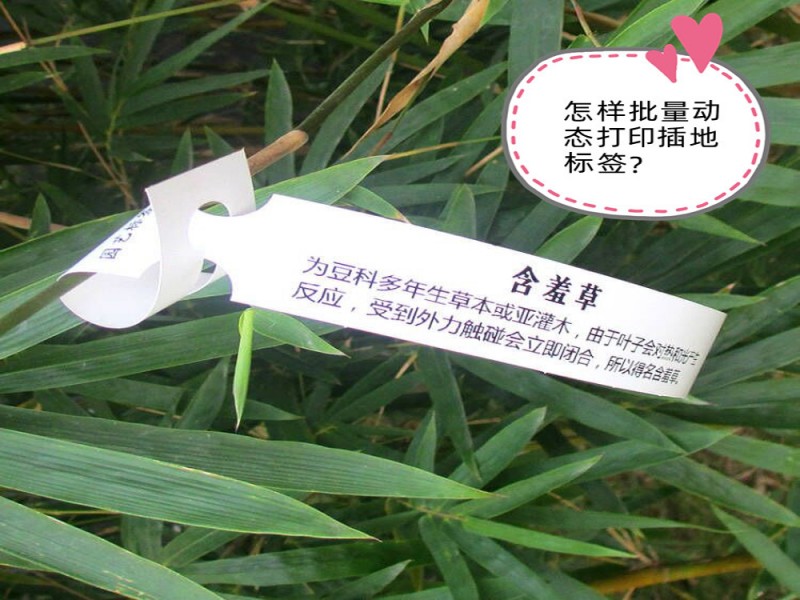 怎样批量动
态打印插地
标签?
含羞草
为豆科多年生草本或亚灌木，由于叶子会对热和光产生
反应，受到外力触碰会立即闭合，所以得名含羞草